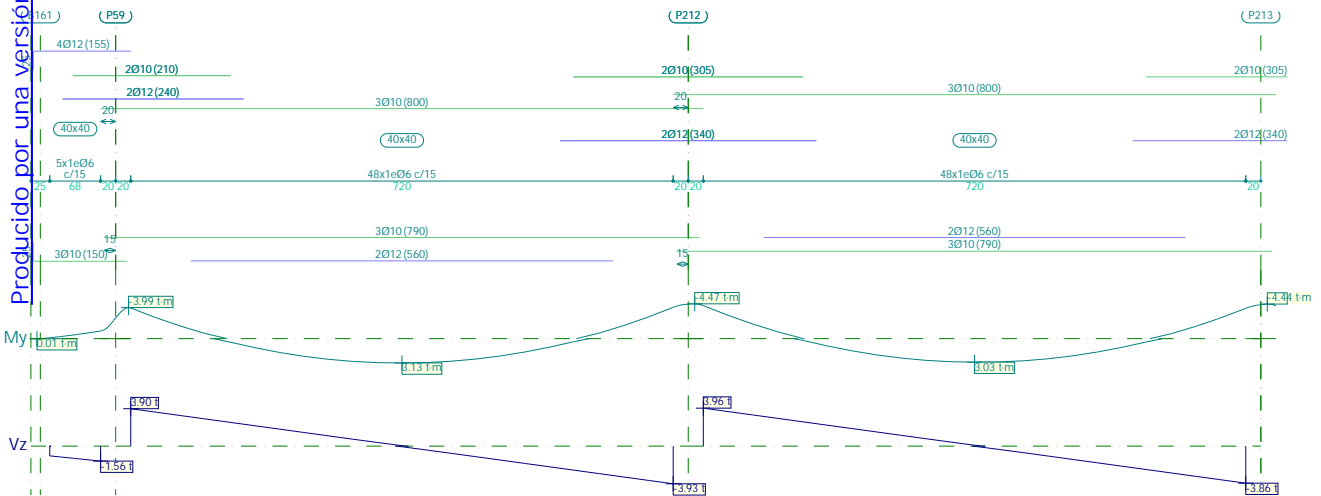 Producido por una versión
B161
P59
P212
P213
4Ø12 (155)
2Ø10 (210)
2Ø10 (305)
2Ø10 (305)
2Ø12 (240)
3Ø10 (800)
3Ø10 (800)
20
20
40x40
40x40
40x40
2Ø12 (340)
2Ø12 (340)
5x1eØ6
c/15
48x1eØ6 c/15
48x1eØ6 c/15
25
68
20
20
720
20
20
720
20
3Ø10 (790)
2Ø12 (560)
15
3Ø10 (790)
3Ø10 (150)
2Ø12 (560)
15
-3.99 t·m
-4.47 t·m
-4.44 t·m
My
0.01 t·m
3.13 t·m
3.03 t·m
3.90 t
3.96 t
Vz
-1.56 t
-3.93 t
-3.86 t